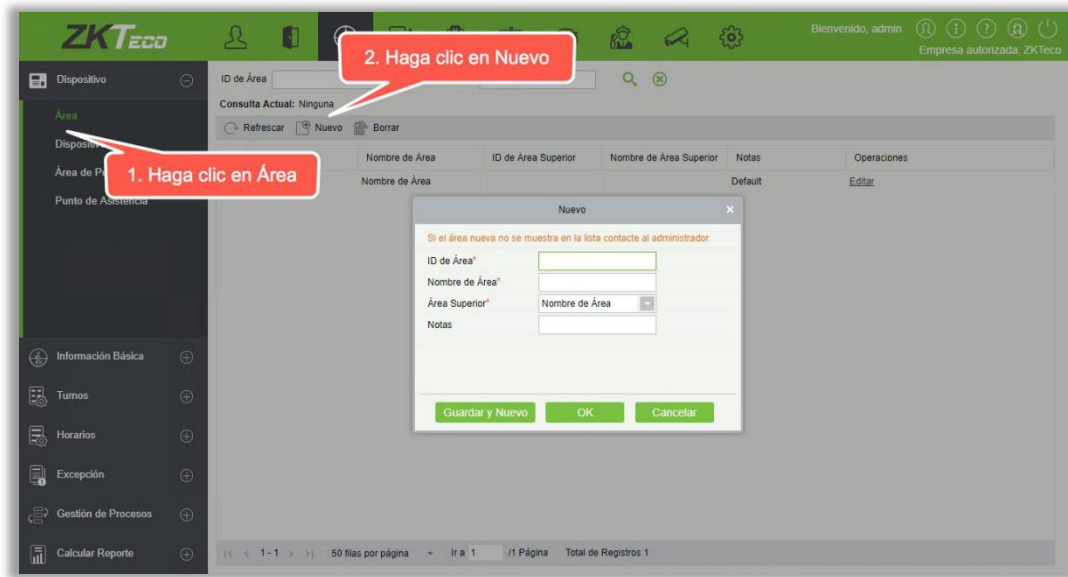 ZKTeco
Bienvenido, admin
Empresa autorizada: ZKTeco
2. Haga clic en Nuevo
Dispositivo
ID de Área
Área
Consulta Actual: Ninguna
Refrescar Nuevo Borrar
1. Haga clic en Área
Punto de Asistencia
Nombre de Área ID de Área Superior Nombre de Área Superior Notas Operaciones
Nombre de Área Default Editar
Nuevo
Si el área nueva no se muestra en la lista contacte al administrador.
ID de Área*
Nombre de Área*
Área Superior* Nombre de Área
Notas
Guardar y Nuevo OK Cancelar
Información Básica
Turnos
Horarios
Excepción
Gestión de Procesos
Calcular Reporte
1 - 1 50 filas por página Ir a 1 /1 Página Total de Registros 1